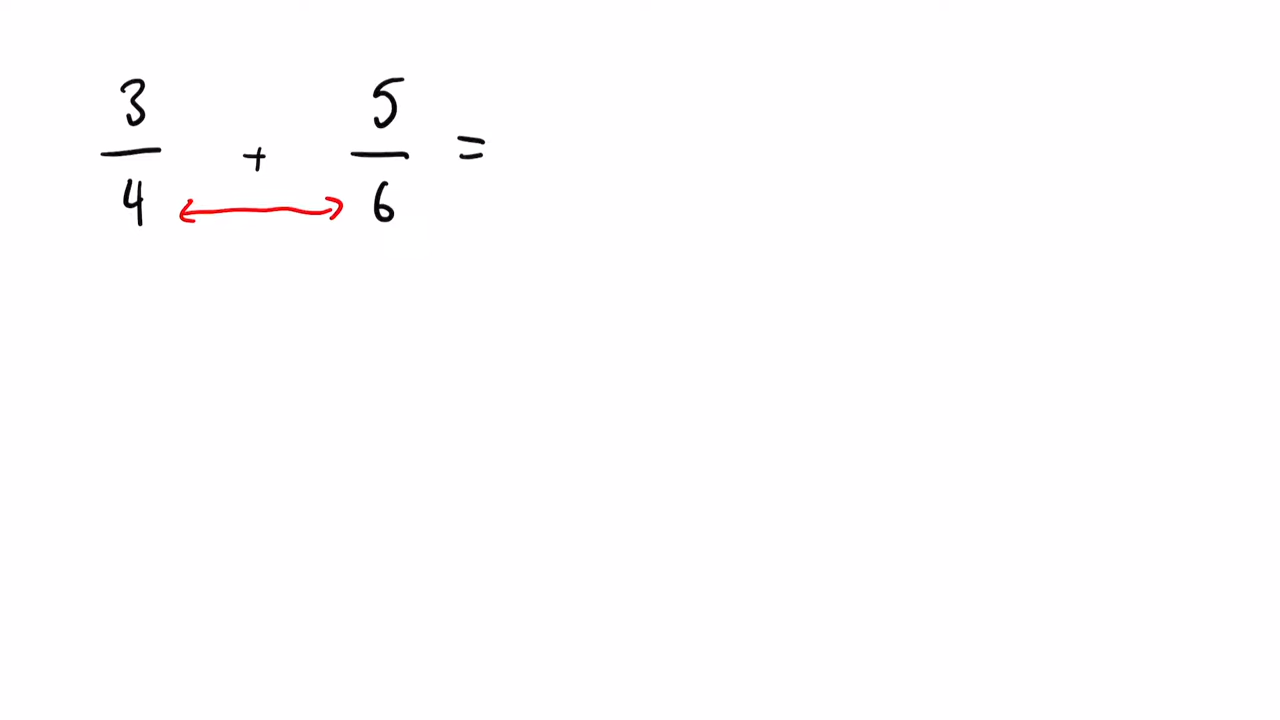 3/4 + 5/6 =